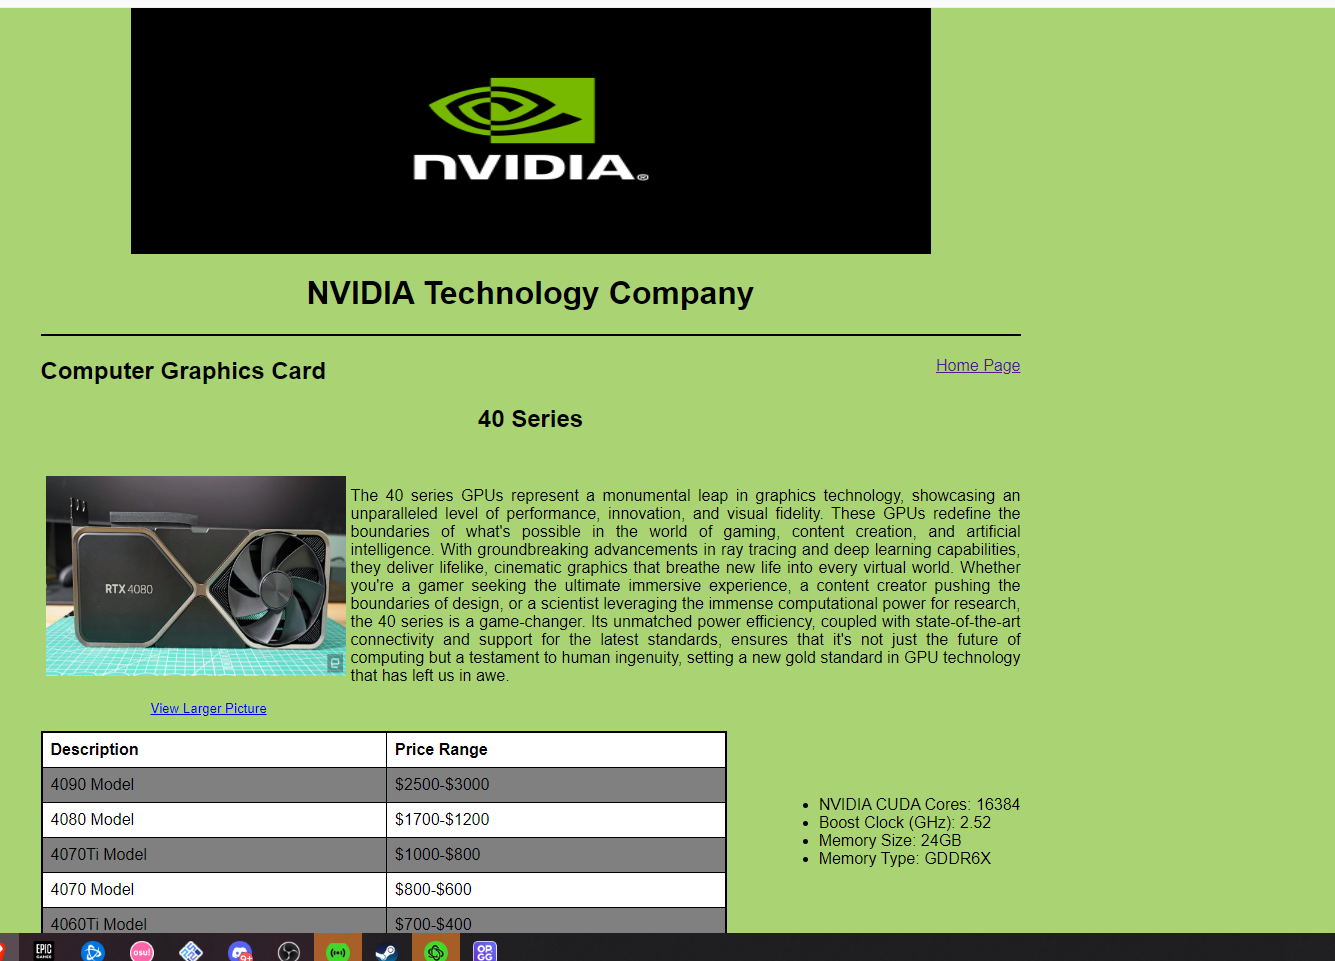 NVIDIA®
NVIDIA Technology Company
Computer Graphics Card
Home Page
40 Series
RTX 4080
The 40 series GPUs represent a monumental leap in graphics technology, showcasing an
unparalleled level of performance, innovation, and visual fidelity. These GPUs redefine the
boundaries of what's possible in the world of gaming, content creation, and artificial
intelligence. With groundbreaking advancements in ray tracing and deep learning capabilities,
they deliver lifelike, cinematic graphics that breathe new life into every virtual world. Whether
you're a gamer seeking the ultimate immersive experience, a content creator pushing the
boundaries of design, or a scientist leveraging the immense computational power for research,
the 40 series is a game-changer. Its unmatched power efficiency, coupled with state-of-the-art
connectivity and support for the latest standards, ensures that it's not just the future of
computing but a testament to human ingenuity, setting a new gold standard in GPU technology
that has left us in awe.
View Larger Picture
Description Price Range
4090 Model $2500-$3000
4080 Model $1700-$1200
4070Ti Model $1000-$800
4070 Model $800-$600
4060Ti Model $700-$400
NVIDIA CUDA Cores: 16384
Boost Clock (GHz): 2.52
Memory Size: 24GB
Memory Type: GDDR6X
EPIC
GAMES
osu!
9+
OP.
GG